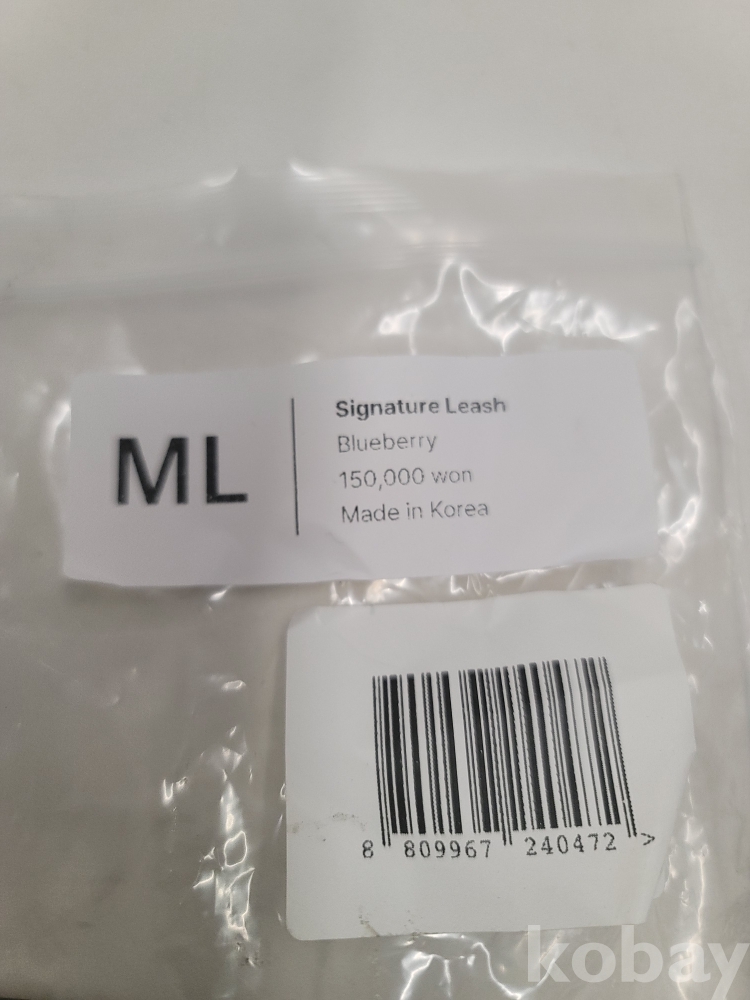 ML
Signature Leash
Blueberry
150,000 won
Made in Korea
8 809967 240472 >
kobay